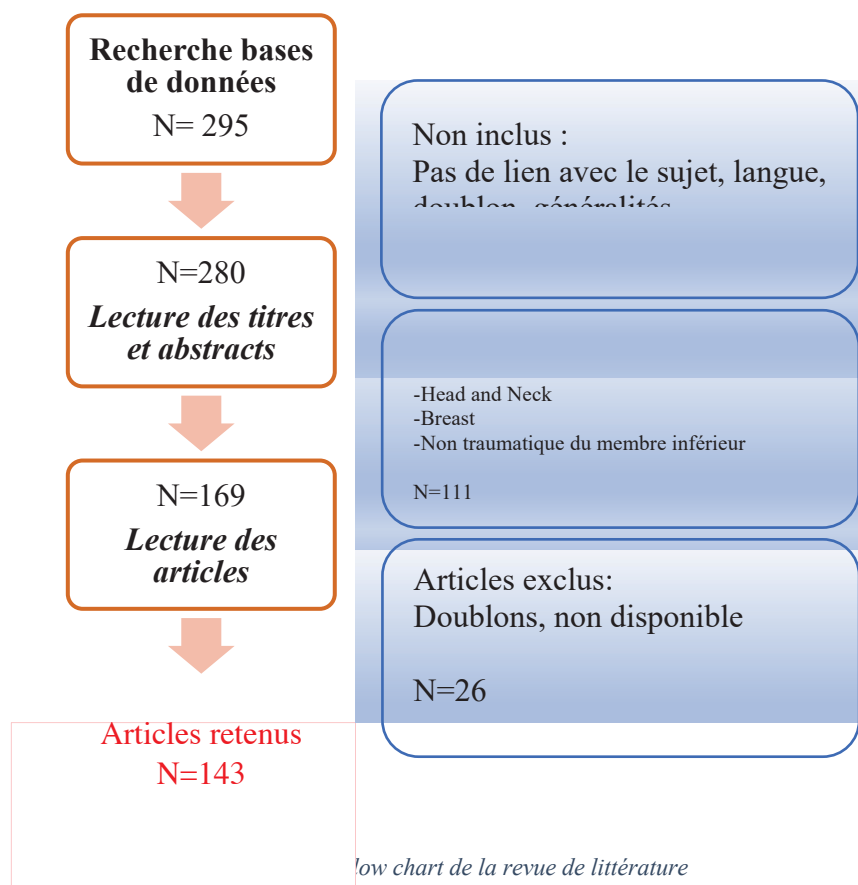 Recherche bases
de données
N= 295
Non inclus :
Pas de lien avec le sujet, langue,
doublon, généralités
N=280
Lecture des titres
et abstracts
-Head and Neck
-Breast
-Non traumatique du membre inférieur
N=111
N=169
Lecture des
articles
Articles exclus:
Doublons, non disponible
N=26
Articles retenus
N=143
low chart de la revue de littérature